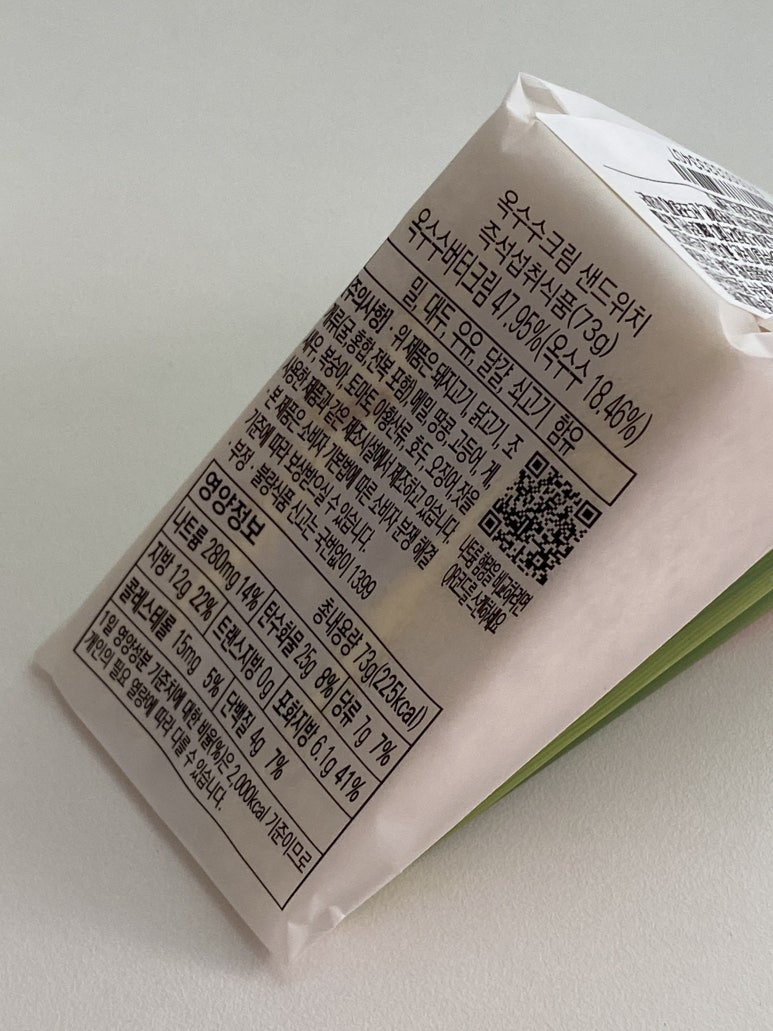 옥수수크림 샌드위치
즉석섭취식품(73g)
옥수수버터크림 47.95%(옥수수 18.46%)
밀, 대두, 우유, 달걀, 쇠고기 함유
주의사항] · 위 제품은 돼지고기, 닭고기, 조
개류(굴,홍합,전복 포함), 메밀, 땅콩, 고등어, 게,
새우, 복숭아, 토마토, 아황산류, 호두, 오징어, 잣을
사용한 제품과 같은 제조시설에서 제조하고 있습니다.
· 본 제품은 소비자 기본법에 따른 소비자 분쟁 해결
기준에 따라 보상받으실 수 있습니다.
· 부정 · 불량식품 신고는 국번없이 1399
나트륨 함량을 비교하려면
QR코드를 스캔하세요
영양정보
총내용량 73g(225kcal)
나트륨 280mg 14% 탄수화물 25g 8% 당류 7g 7%
지방 12g 22% 트랜스지방 0g 포화지방 6.1g 41%
콜레스테롤 15mg 5% 단백질 4g 7%
1일 영양성분 기준치에 대한 비율(%)은 2,000kcal 기준이므로
개인의 필요 열량에 따라 다를 수 있습니다.